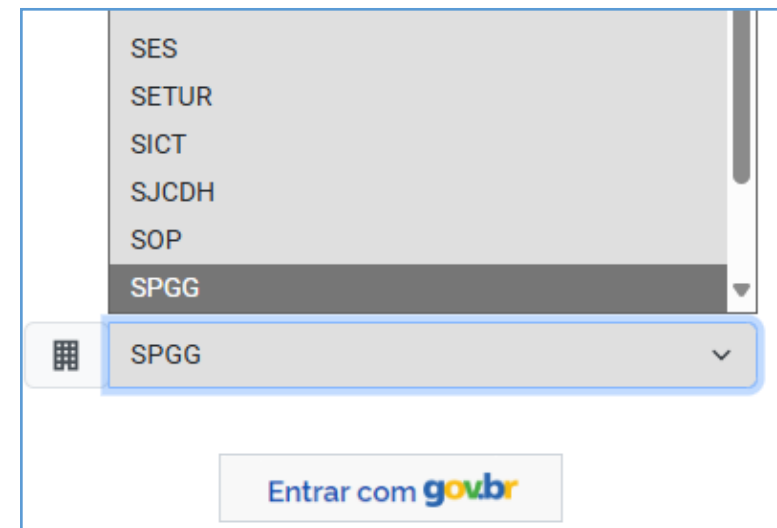 SES
SETUR
SICT
SJCDH
SOP
SPGG
SPGG
Entrar com gov.br